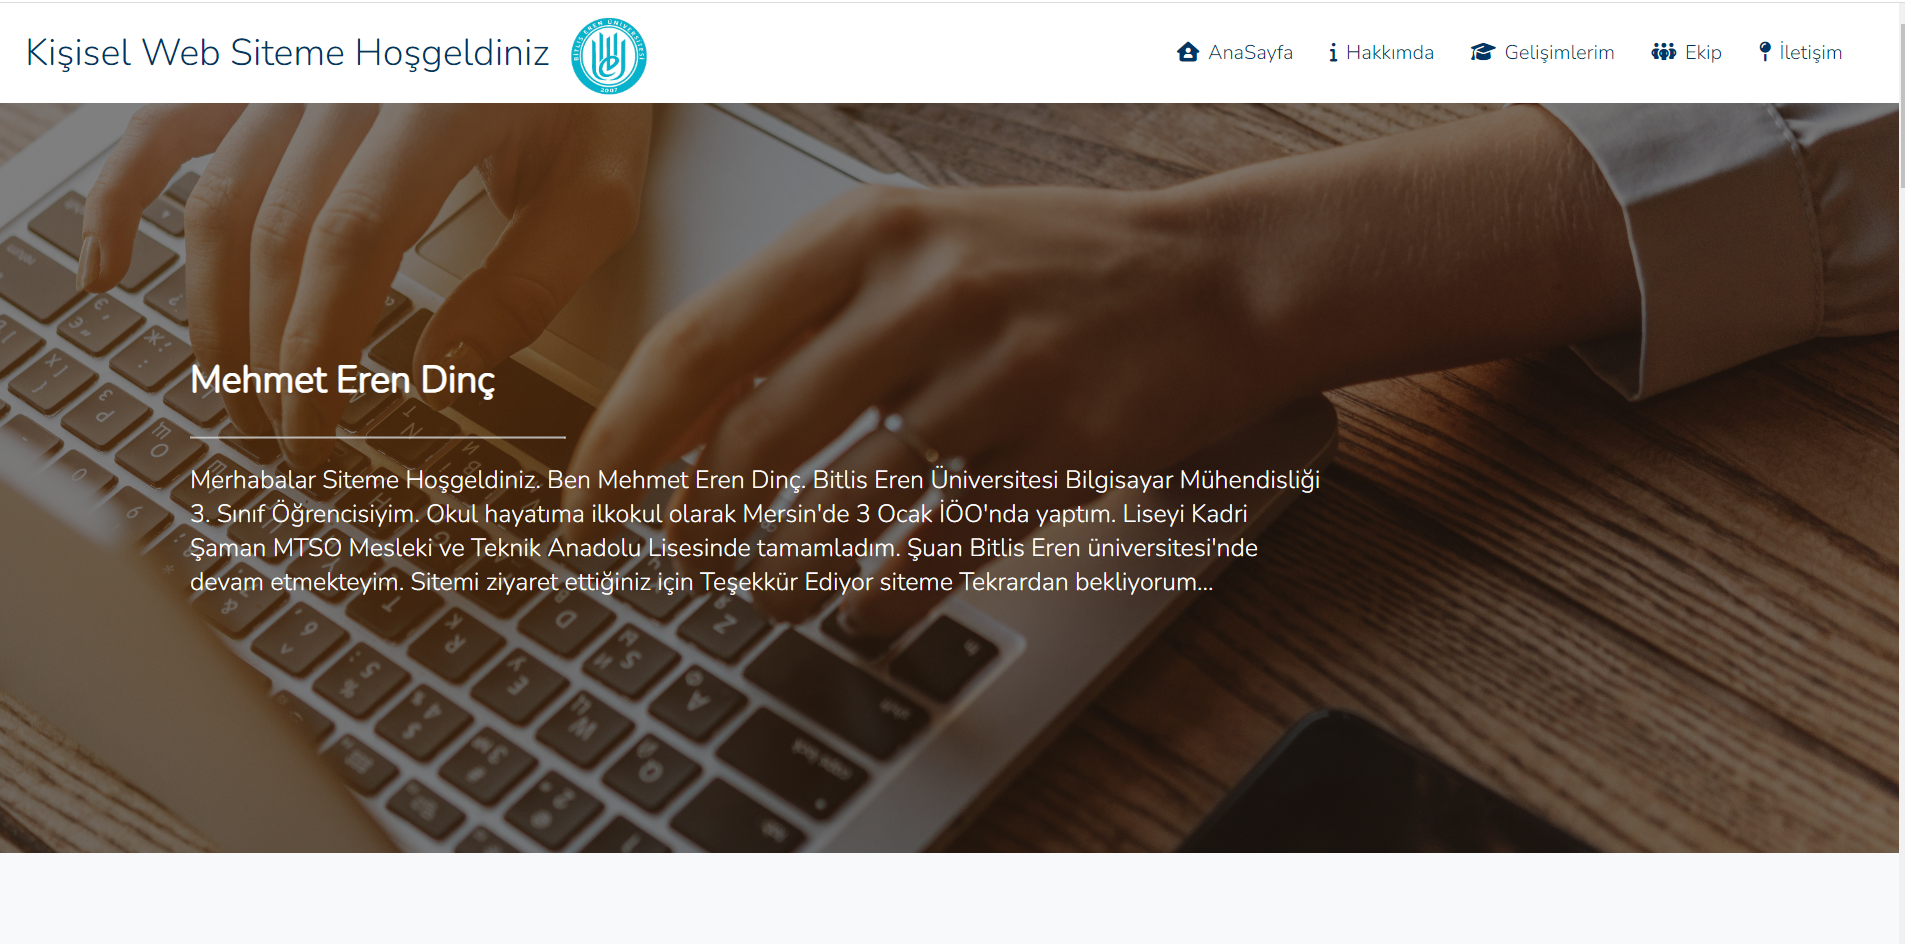 Kişisel Web Siteme Hoşgeldiniz
BİTLİS EREN ÜNİVERSİTESİ
2007
AnaSayfa
Hakkımda
Gelişimlerim
Ekip
İletişim
Mehmet Eren Dinç
Merhabalar Siteme Hoşgeldiniz. Ben Mehmet Eren Dinç. Bitlis Eren Üniversitesi Bilgisayar Mühendisliği
3. Sınıf Öğrencisiyim. Okul hayatıma ilkokul olarak Mersin'de 3 Ocak İÖO'nda yaptım. Liseyi Kadri
Şaman MTSO Mesleki ve Teknik Anadolu Lisesinde tamamladım. Şuan Bitlis Eren üniversitesi'nde
devam etmekteyim. Sitemi ziyaret ettiğiniz için Teşekkür Ediyor siteme Tekrardan bekliyorum...